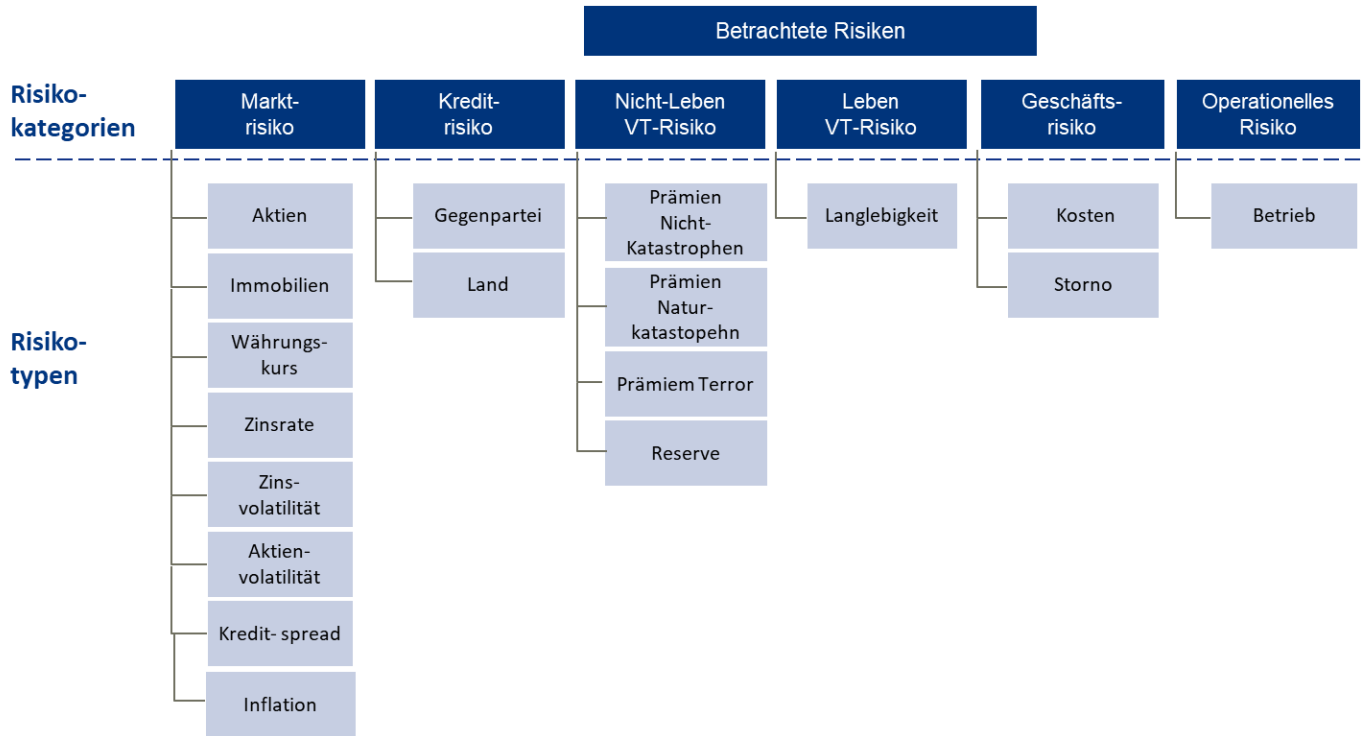 Betrachtete Risiken
Risiko-
kategorien
Markt-
risiko
Kredit-
risiko
Nicht-Leben
VT-Risiko
Leben
VT-Risiko
Geschäfts-
risiko
Operationelles
Risiko
Risiko-
typen
Aktien
Immobilien
Währungs-
kurs
Zinsrate
Zins-
volatilität
Aktien-
volatilität
Kredit- spread
Inflation
Gegenpartei
Land
Prämien
Nicht-
Katastrophen
Prämien
Natur-
katastopehn
Prämiem Terror
Reserve
Langlebigkeit
Kosten
Storno
Betrieb